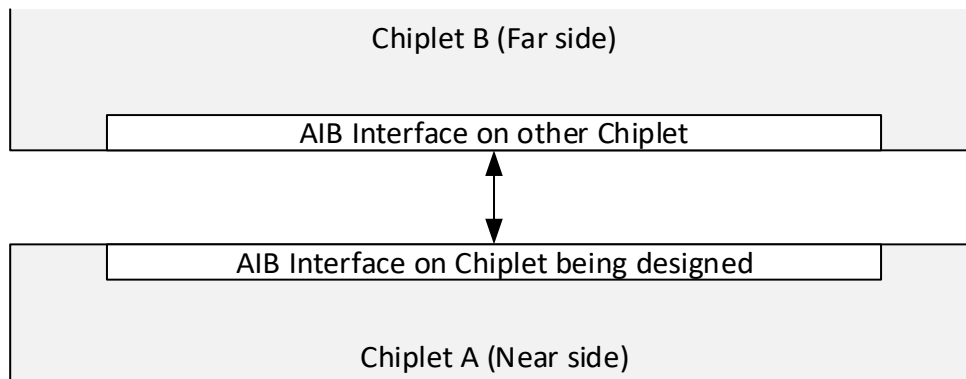 Chiplet B (Far side)
AIB Interface on other Chiplet
AIB Interface on Chiplet being designed
Chiplet A (Near side)